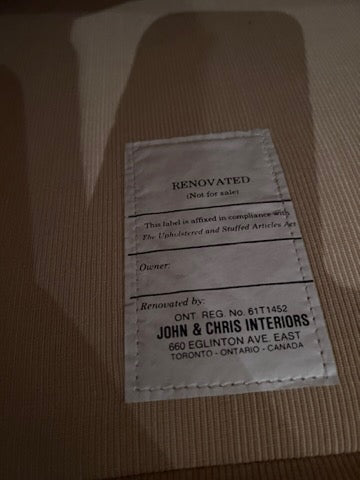 RENOVATED
(Not for sale)
This label is affixed in compliance with
The Upholstered and Stuffed Articles Act
Owner:
Renovated by:
ONT. REG. No. 61T1452
JOHN & CHRIS INTERIORS
660 EGLINTON AVE. EAST
TORONTO - ONTARIO - CANADA